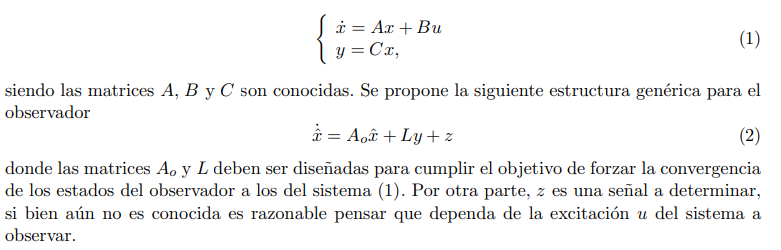 ẋ = Ax + Bu
y = Cx,
(1)
siendo las matrices A, B y C son conocidas. Se propone la siguiente estructura genérica para el
observador
x̂̇ = Aₒx̂ + Ly + z (2)
donde las matrices Aₒ y L deben ser diseñadas para cumplir el objetivo de forzar la convergencia
de los estados del observador a los del sistema (1). Por otra parte, z es una señal a determinar,
si bien aún no es conocida es razonable pensar que dependa de la excitación u del sistema a
observar.